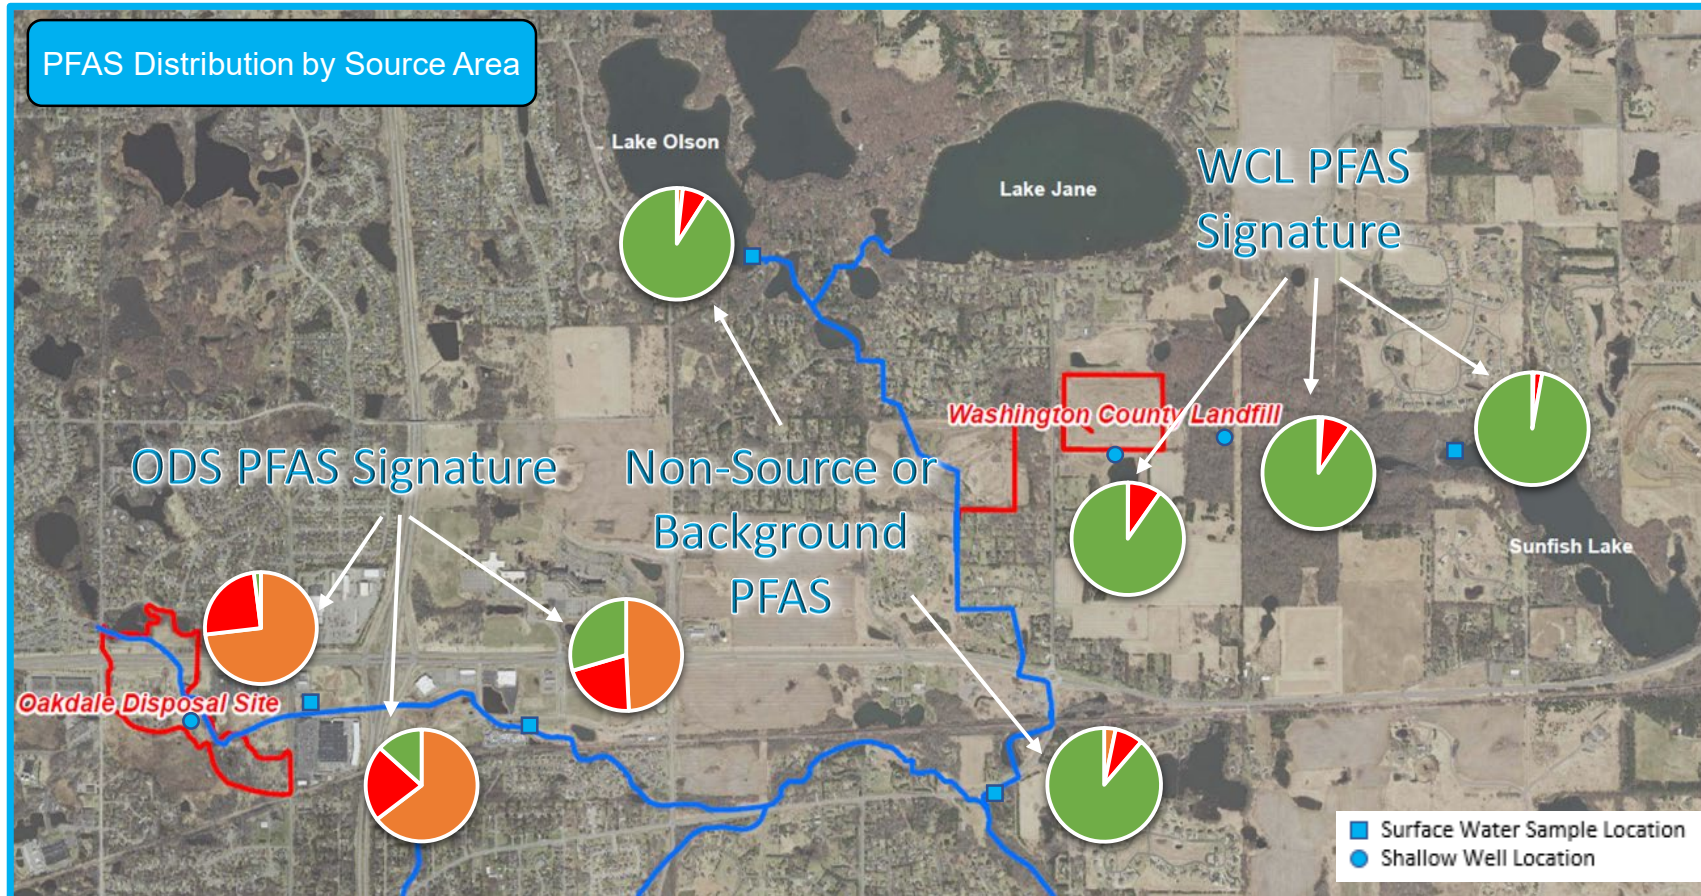 PFAS Distribution by Source Area
Lake Olson
Lake Jane
WCL PFAS
Signature
Washington County Landfill
ODS PFAS Signature
Non-Source or
Background
PFAS
Sunfish Lake
Oakdale Disposal Site
Surface Water Sample Location
Shallow Well Location